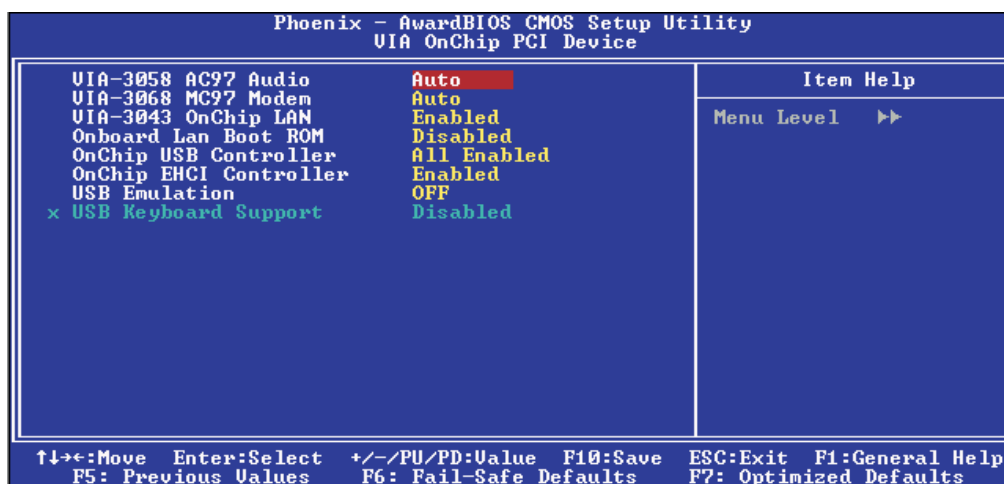 Phoenix - AwardBIOS CMOS Setup Utility
VIA OnChip PCI Device
VIA-3058 AC97 Audio Auto
VIA-3068 MC97 Modem Auto
VIA-3043 OnChip LAN Enabled
Onboard Lan Boot ROM Disabled
OnChip USB Controller All Enabled
OnChip EHCI Controller Enabled
USB Emulation OFF
x USB Keyboard Support Disabled
Item Help
Menu Level ▶▶
↑↓→←:Move Enter:Select +/-/PU/PD:Value F10:Save ESC:Exit F1:General Help
F5: Previous Values F6: Fail-Safe Defaults F7: Optimized Defaults